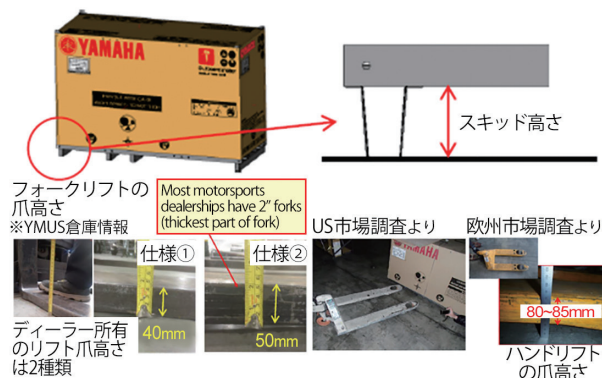 YAMAHA
スキッド高さ
フォークリフトの
爪高さ
※YMUS倉庫情報
Most motorsports
dealerships have 2” forks
(thickest part of fork)
US市場調査より
欧州市場調査より
仕様①
仕様②
40mm
50mm
YAMAHA
80~85mm
ディーラー所有
のリフト爪高さ
は2種類
ハンドリフト
の爪高さ